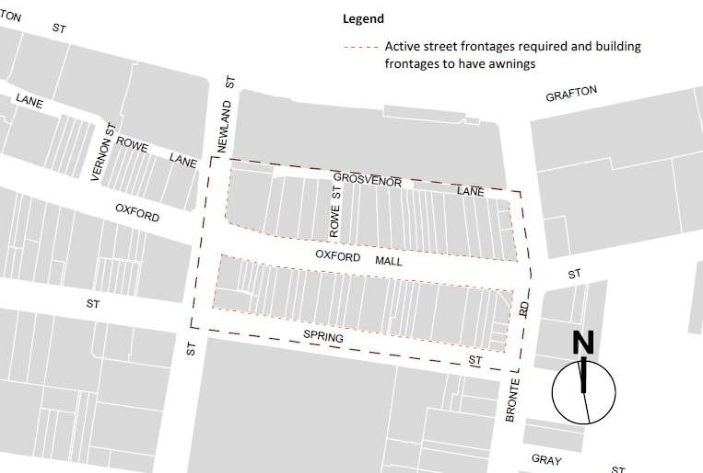 Legend
Active street frontages required and building
frontages to have awnings
TON ST
GRAFTON
LANE
VERNON ST
ROWE LANE
NEWLAND ST
GROSVENOR LANE
ROWE ST
OXFORD
OXFORD MALL
ST
ST
RD
SPRING ST
ST
N
BRONTE
GRAY ST